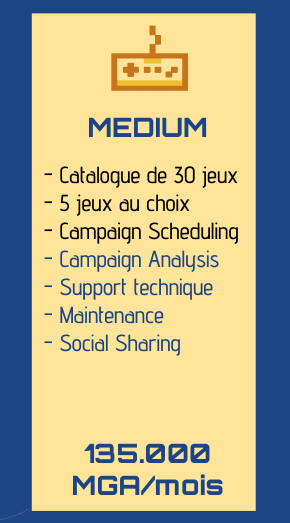 MEDIUM
- Catalogue de 30 jeux
- 5 jeux au choix
- Campaign Scheduling
- Campaign Analysis
- Support technique
- Maintenance
- Social Sharing
135.000
MGA/mois